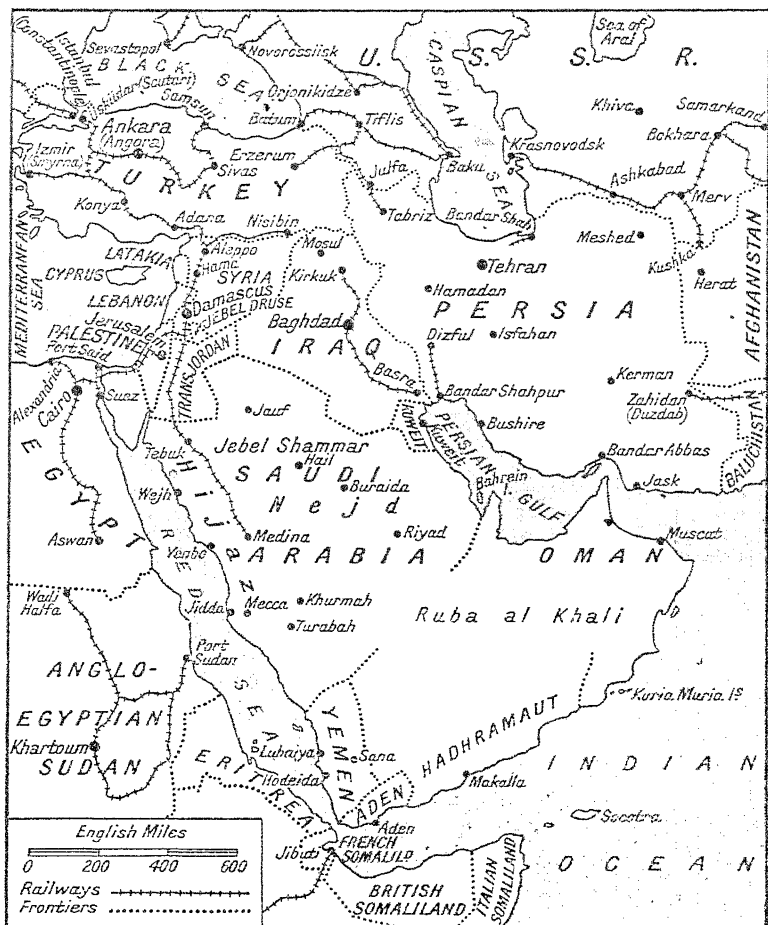 Sea of Aral
U. S. S. R.
Istanbul (Constantinople)
Sevastopol
BLACK SEA
Novorossiisk
Orjonikidze
CASPIAN SEA
Khiva
Samarkand
Bokhara
Uskudar (Scutari)
Samsun
Batum
Tiflis
Krasnovodsk
Ankara
(Angora)
Izmir
(Smyrna)
Sivas
Erzerum
Julfa
Baku
Ashkabad
Merv
TURKEY
Konya
Adana
Nisibin
Tabriz
Bandar Shah
Meshed
Kushka
Herat
MEDITERRANEAN SEA
LATAKIA
Aleppo
Hama
Mosul
Kirkuk
Tehran
CYPRUS
SYRIA
LEBANON
Damascus
JEBEL DRUSE
Hamadan
PERSIA
AFGHANISTAN
Jerusalem
PALESTINE
Baghdad
Dizful
Isfahan
Port Said
TRANSJORDAN
IRAQ
Basra
Bandar Shahpur
Kerman
Zahidan
(Duzdab)
BALUCHISTAN
Alexandria
Cairo
Suaz
Jauf
KUWEIT
Kuweit
PERSIAN GULF
Bushire
Bandar Abbas
Jask
EGYPT
Tebuk
Jebel Shammar
Hail
SAUDI
Buraida
Bahrein
Wejh
Hijaz
Nejd
Aswan
Medina
Riyad
Muscat
Yenbo
ARABIA
OMAN
Wadi Halfa
RED SEA
Jidda
Mecca
Khurmah
Turabah
Ruba al Khali
Port Sudan
ANGLO-
EGYPTIAN
SUDAN
Kuria Muria Is
Khartoum
ERITREA
Luhaiya
Hodeida
YEMEN
Sana
ADEN
HADHRAMAUT
Makalla
INDIAN
OCEAN
Socotra
Aden
Jibuti
FRENCH
SOMALILD
BRITISH
SOMALILAND
ITALIAN
SOMALILAND
English Miles
0 200 400 600
Railways
Frontiers